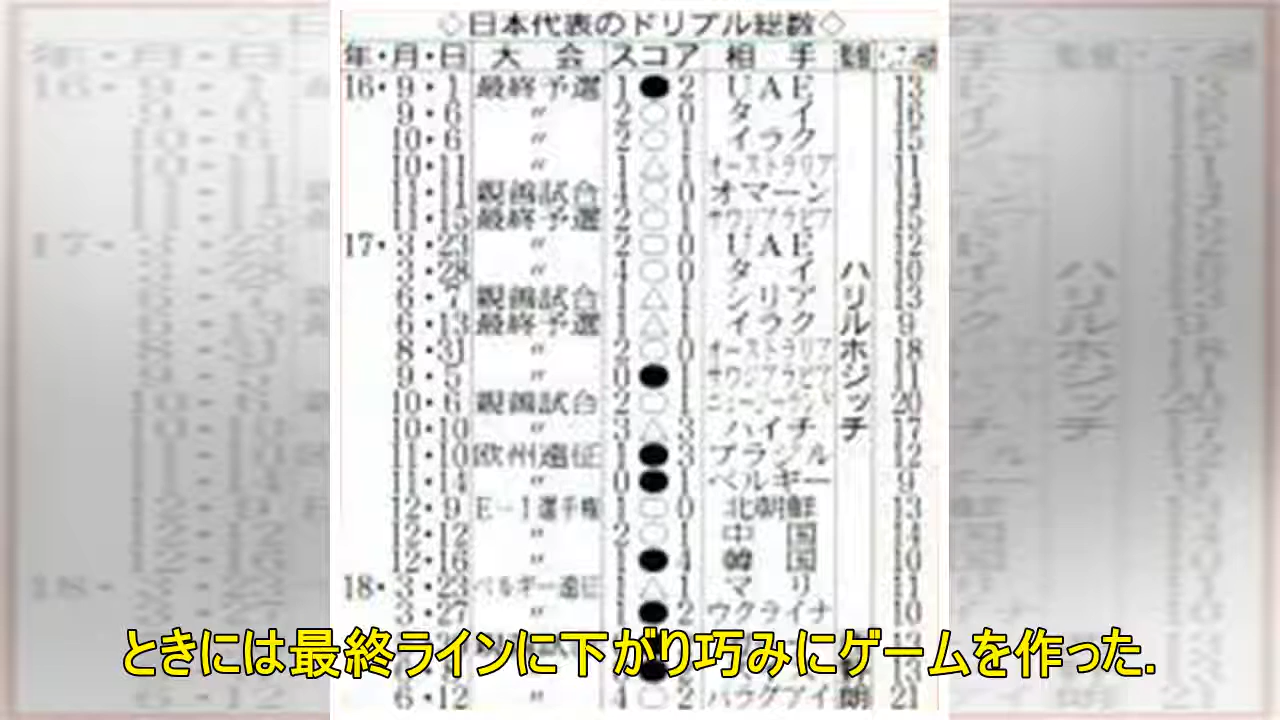 ◇日本代表のドリブル総数◇
年・月・日 大会 スコア 相手 監督
16・9・1 最終予選 1●2 UAE 13
9・6 〃 2○0 タイ 16
10・6 〃 2○1 イラク 15
10・11 〃 1△1 オーストラリア 11
11・11 親善試合 4○0 オマーン 14
11・15 最終予選 2○1 サウジアラビア 15
17・3・23 〃 2○0 UAE 12
3・28 〃 4○0 タイ 10
6・7 親善試合 1△1 シリア 13
6・13 最終予選 1△1 イラク 9
8・31 〃 2○0 オーストラリア 18
9・5 〃 0●1 サウジアラビア 11
10・6 親善試合 2○1 ニュージーランド 20
10・10 〃 3△3 ハイチ 17
11・10 欧州遠征 1●3 ブラジル 12
11・14 〃 0●1 ベルギー 9
12・9 E-1選手権 1○0 北朝鮮 13
12・12 〃 2○1 中国 14
12・16 〃 1●4 韓国 10
18・3・23 ベルギー遠征 1△1 マリ 11
3・27 〃 1●2 ウクライナ 10
ハリルホジッチ
ときには最終ラインに下がり巧みにゲームを作った.
6・12 〃 4○2 パラグアイ 朗 21